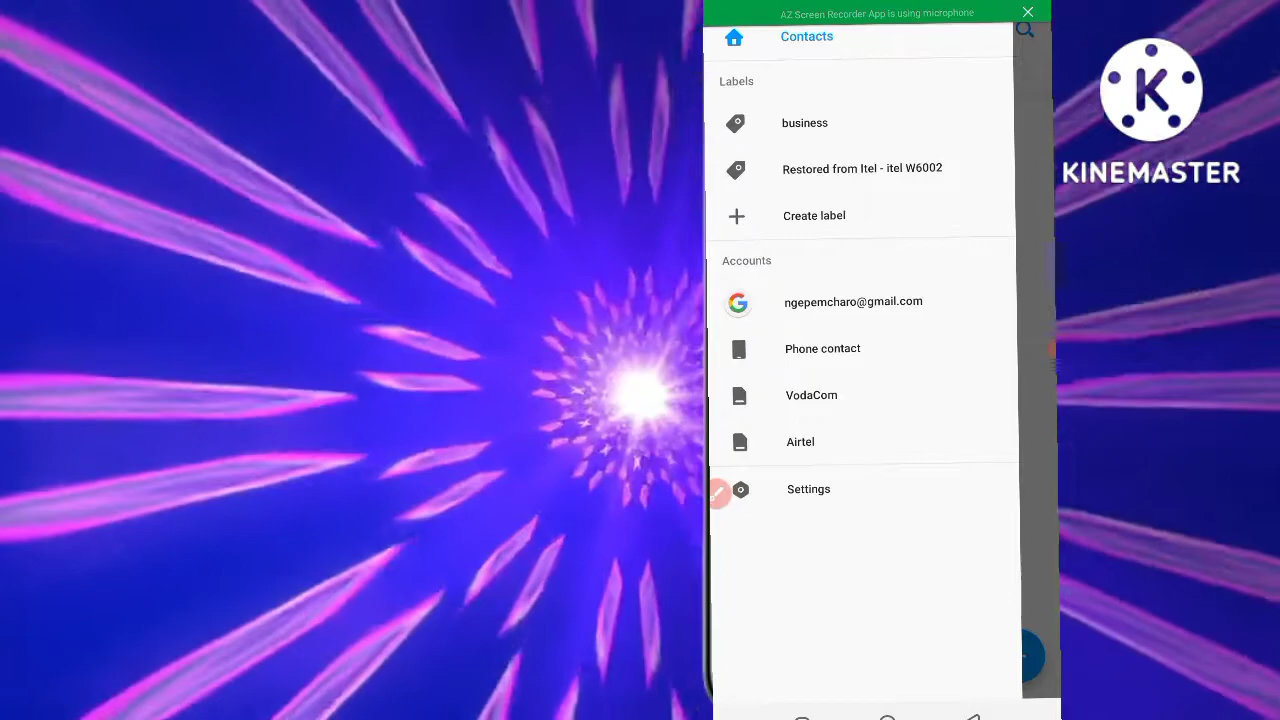 AZ Screen Recorder App is using microphone
Contacts
Labels
business
Restored from Itel - itel W6002
Create label
Accounts
ngepemcharo@gmail.com
Phone contact
VodaCom
Airtel
Settings
K
KINEMASTER